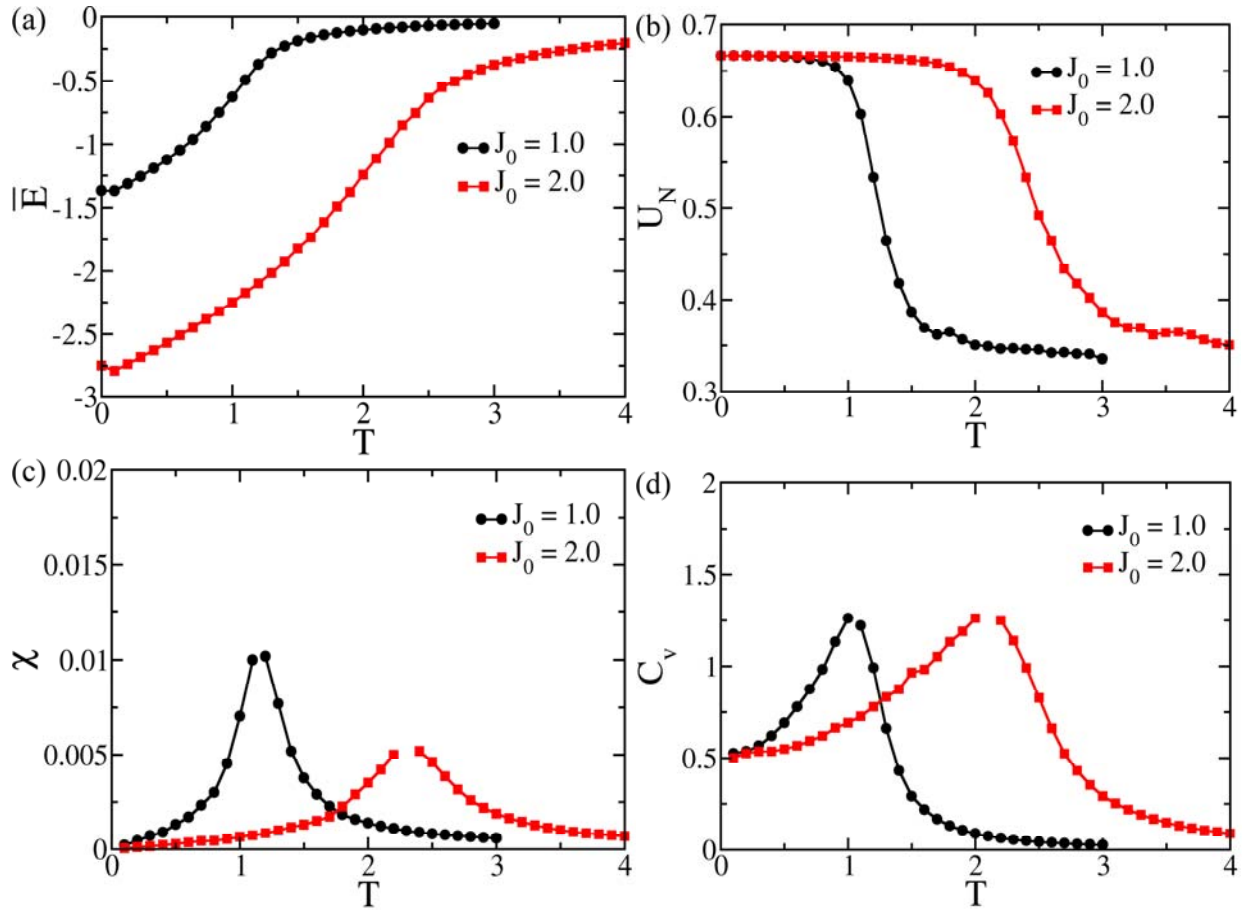 (a)
0
-0.5
-1
-1.5
-2
-2.5
-3
E
0 1 2 3 4
T
J0 = 1.0
J0 = 2.0
(b)
0.7
0.6
0.5
0.4
0.3
UN
0 1 2 3 4
T
J0 = 1.0
J0 = 2.0
(c)
0.02
0.015
0.01
0.005
0
χ
0 1 2 3 4
T
J0 = 1.0
J0 = 2.0
(d)
2
1.5
1
0.5
0
Cv
0 1 2 3 4
T
J0 = 1.0
J0 = 2.0